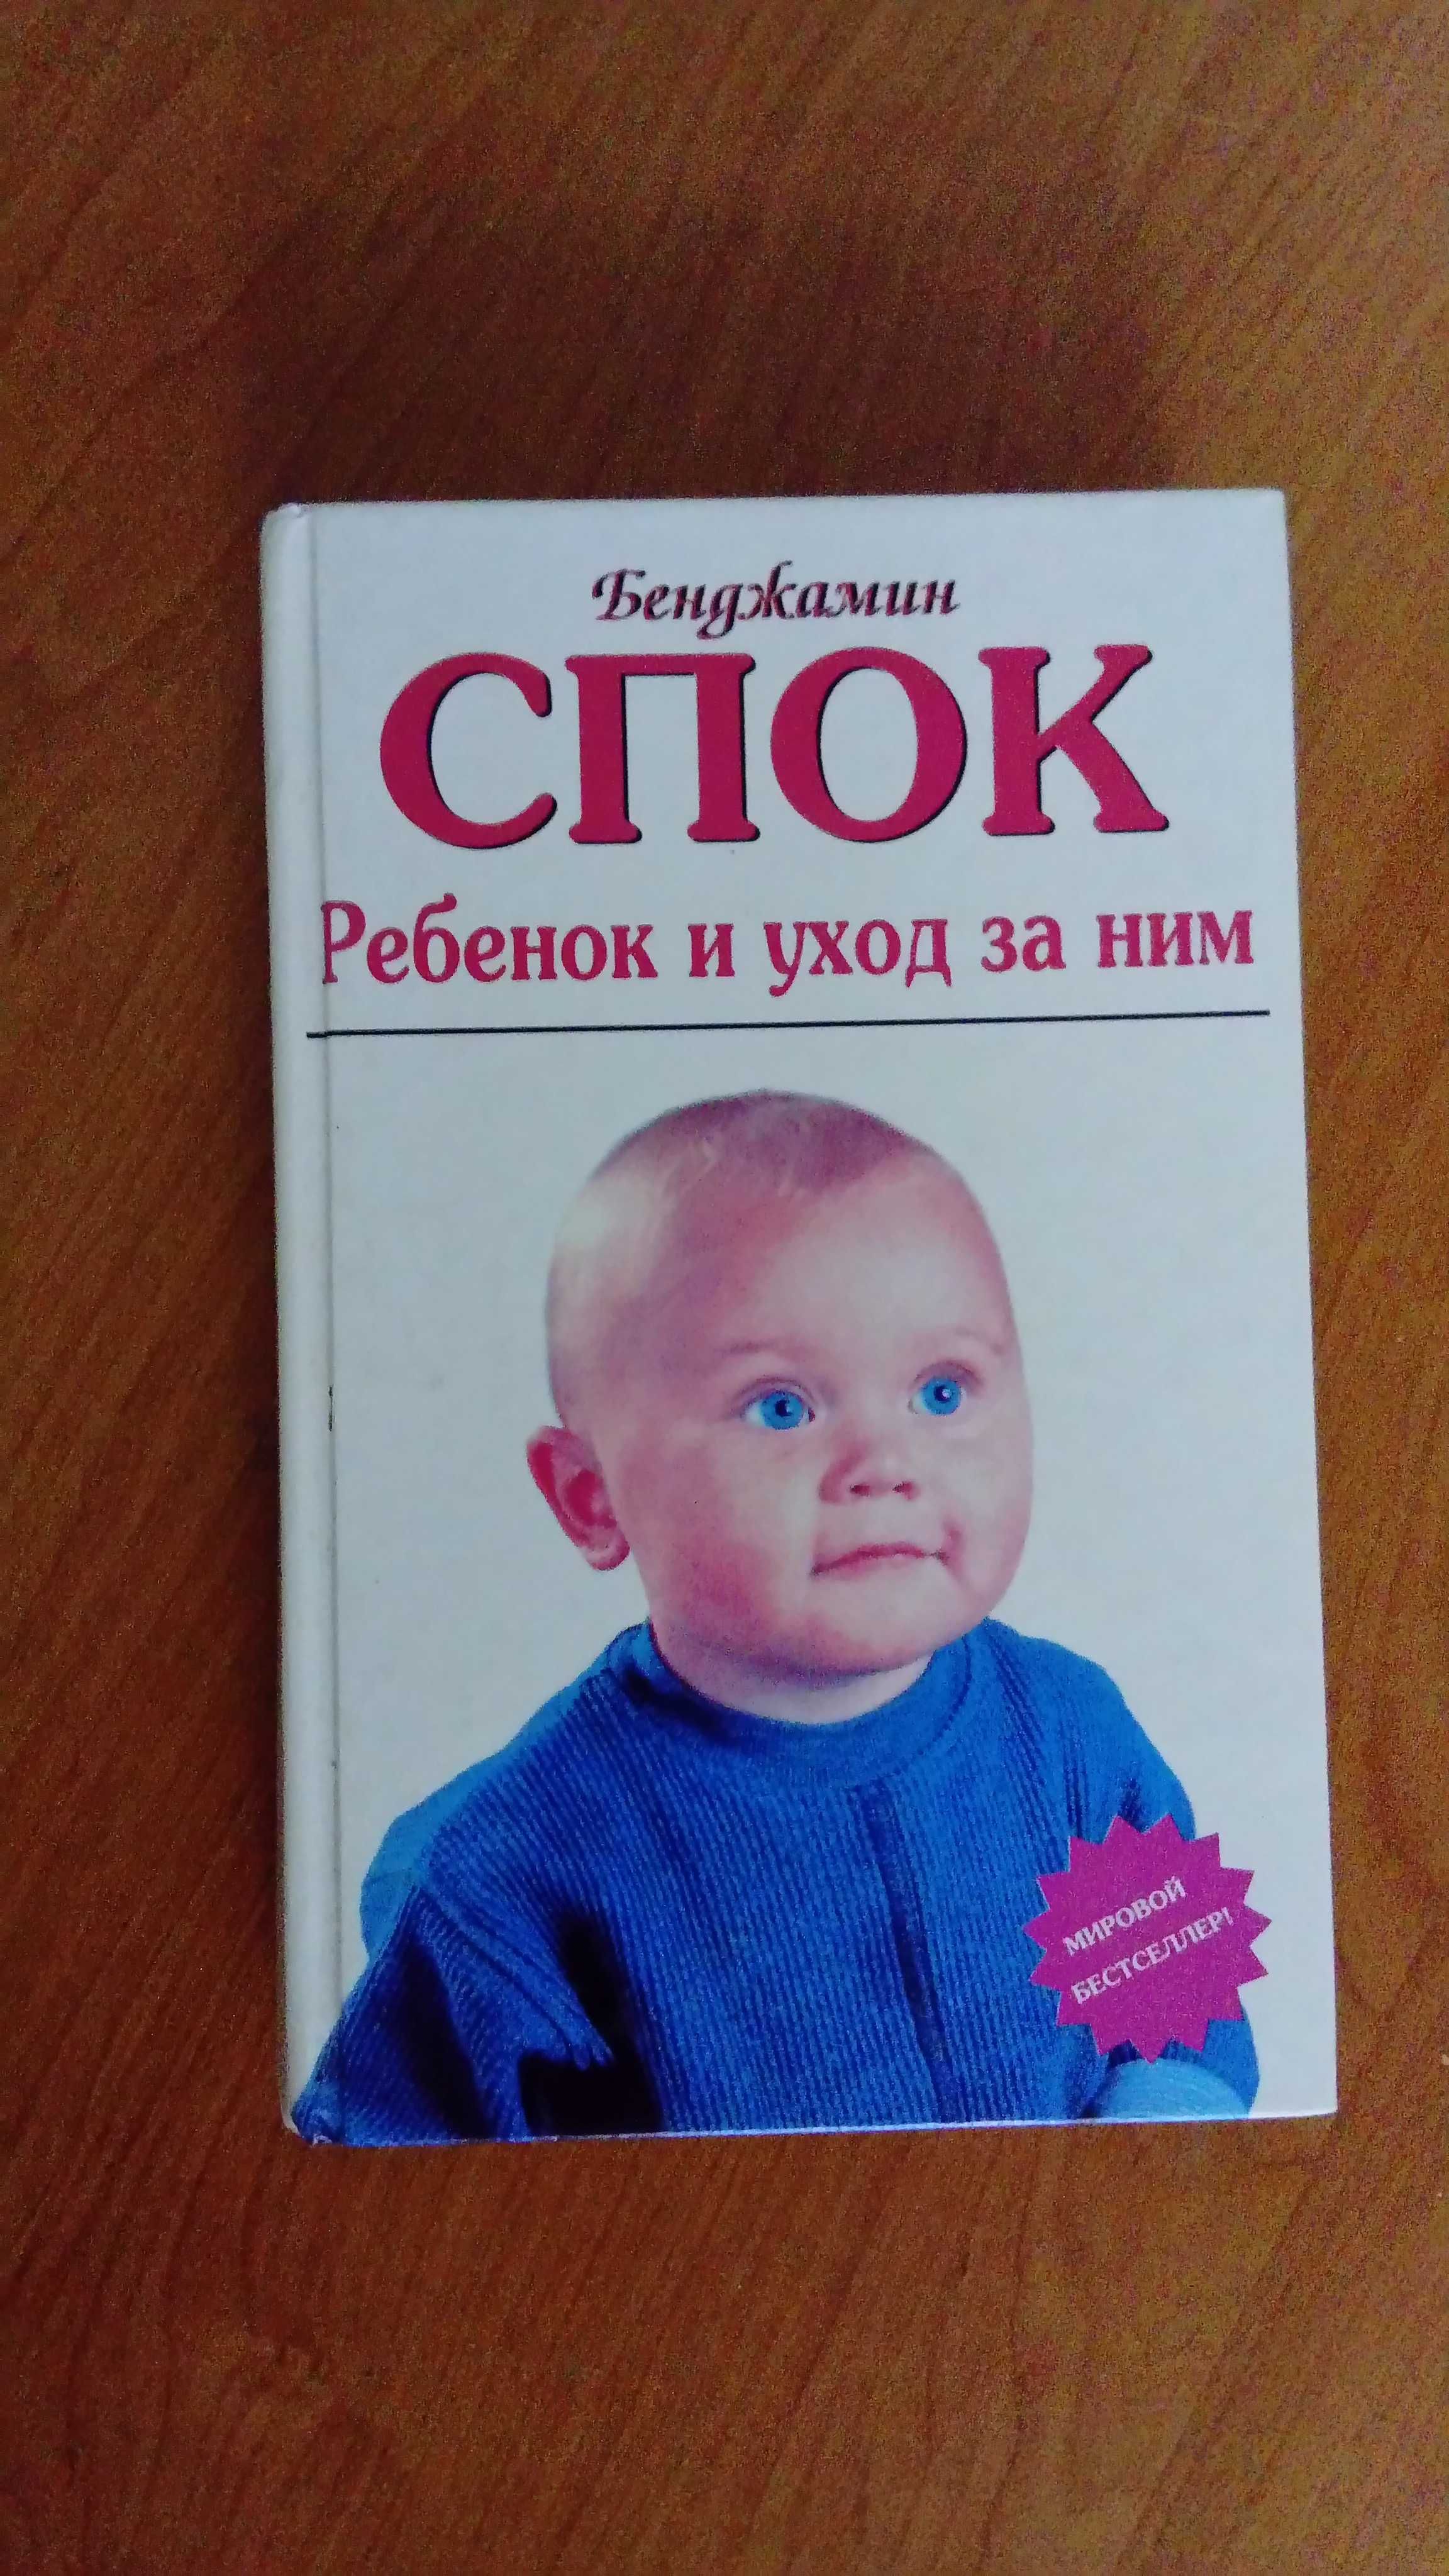 Бенджамин
СПОК
Ребенок и уход за ним
МИРОВОЙ
БЕСТСЕЛЛЕР!